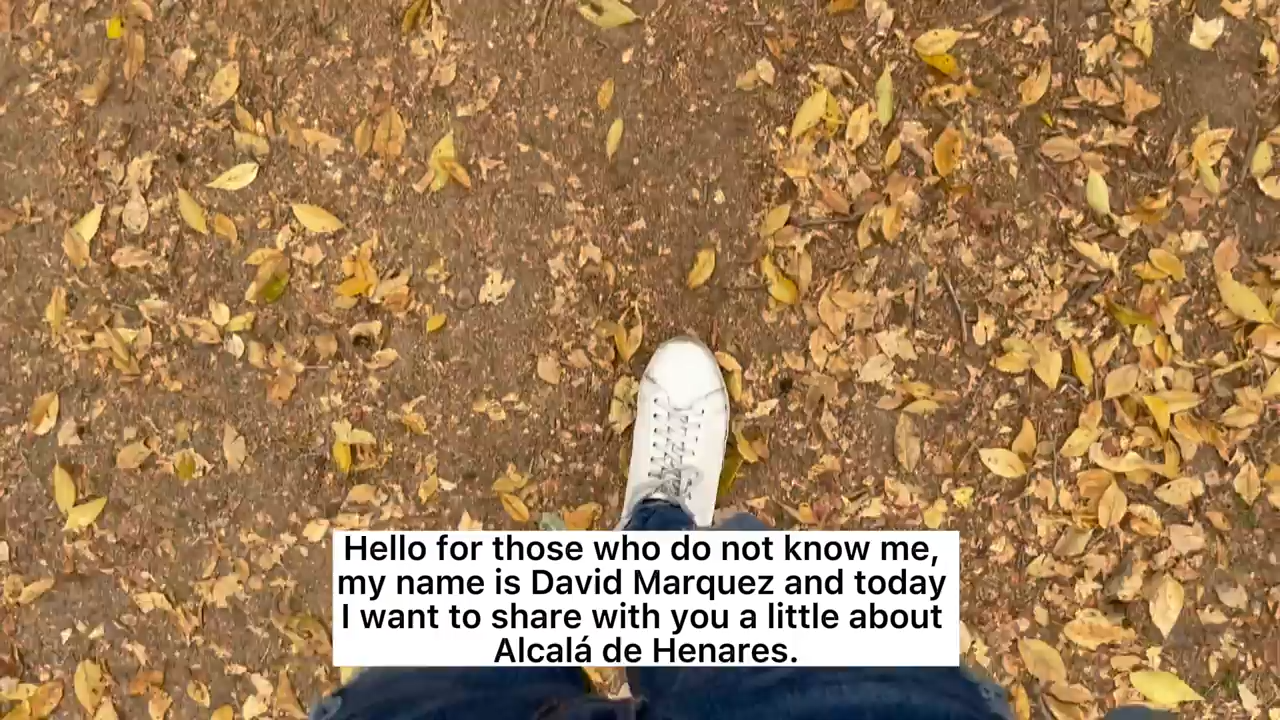 Hello for those who do not know me,
my name is David Marquez and today
I want to share with you a little about
Alcalá de Henares.